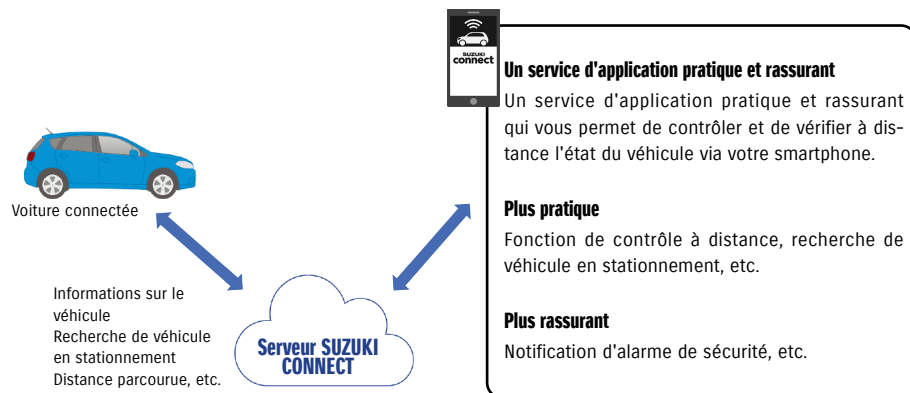 SUZUKI
connect
Un service d'application pratique et rassurant
Un service d'application pratique et rassurant
qui vous permet de contrôler et de vérifier à dis-
tance l'état du véhicule via votre smartphone.
Plus pratique
Fonction de contrôle à distance, recherche de
véhicule en stationnement, etc.
Plus rassurant
Notification d'alarme de sécurité, etc.
Voiture connectée
Informations sur le
véhicule
Recherche de véhicule
en stationnement
Distance parcourue, etc.
Serveur SUZUKI
CONNECT